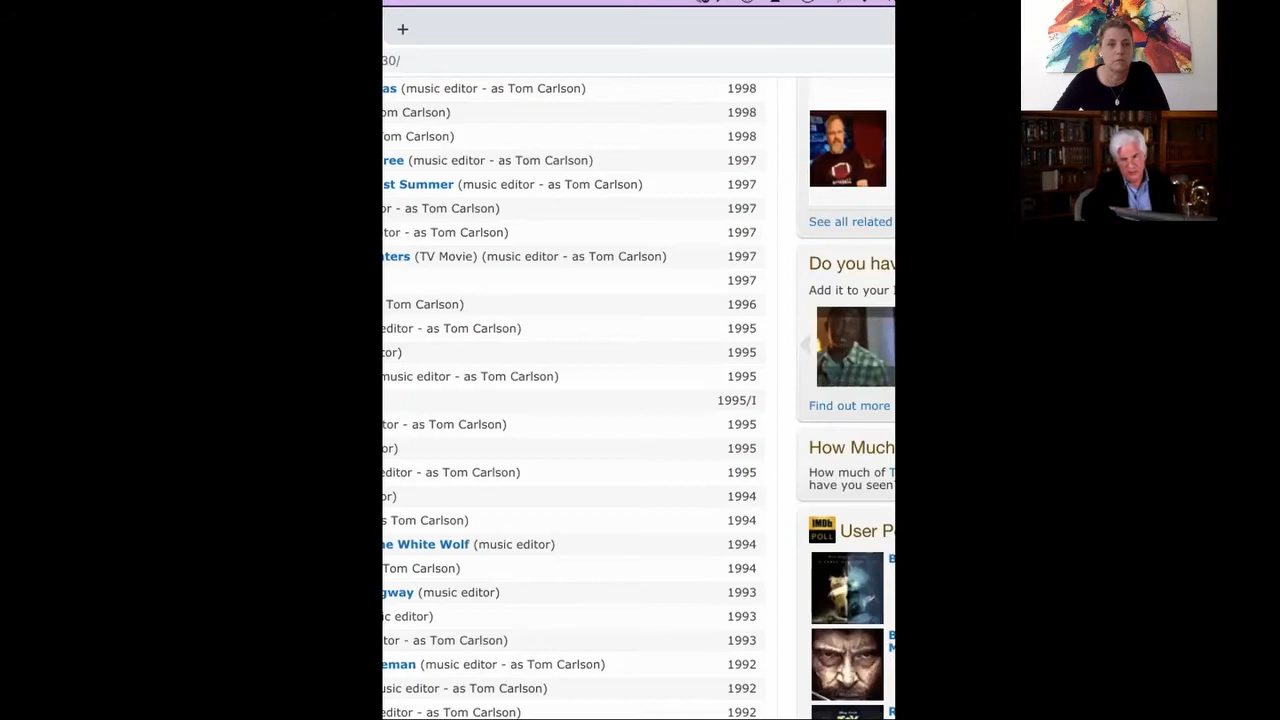 30/
as (music editor - as Tom Carlson) 1998
om Carlson) 1998
Tom Carlson) 1998
ree (music editor - as Tom Carlson) 1997
st Summer (music editor - as Tom Carlson) 1997
or - as Tom Carlson) 1997
tor - as Tom Carlson) 1997
nters (TV Movie) (music editor - as Tom Carlson) 1997
1997
Tom Carlson) 1996
editor - as Tom Carlson) 1995
tor) 1995
music editor - as Tom Carlson) 1995
1995/I
tor - as Tom Carlson) 1995
or) 1995
editor - as Tom Carlson) 1995
or) 1994
s Tom Carlson) 1994
he White Wolf (music editor) 1994
Tom Carlson) 1994
gway (music editor) 1993
ic editor) 1993
tor - as Tom Carlson) 1993
eman (music editor - as Tom Carlson) 1992
usic editor - as Tom Carlson) 1992
editor - as Tom Carlson) 1992
See all related
Do you hav
Add it to your
Find out more
How Much
How much of T
have you seen
IMDb
POLL
User P